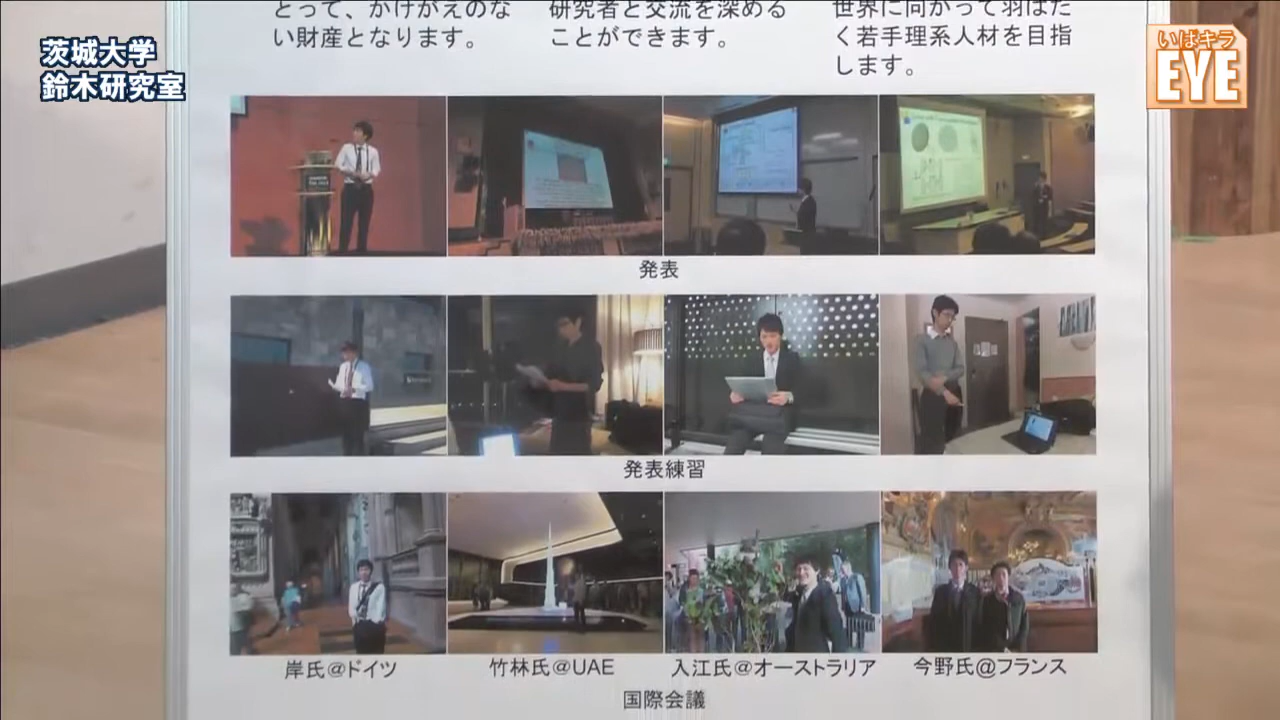 茨城大学
鈴木研究室
いばキラ
EYE
とって、かけがえのな
い財産となります。
研究者と交流を深める
ことができます。
世界に向かって羽ばた
く若手理系人材を目指
します。
発表
発表練習
岸氏@ドイツ
竹林氏@UAE
入江氏@オーストラリア
今野氏@フランス
国際会議